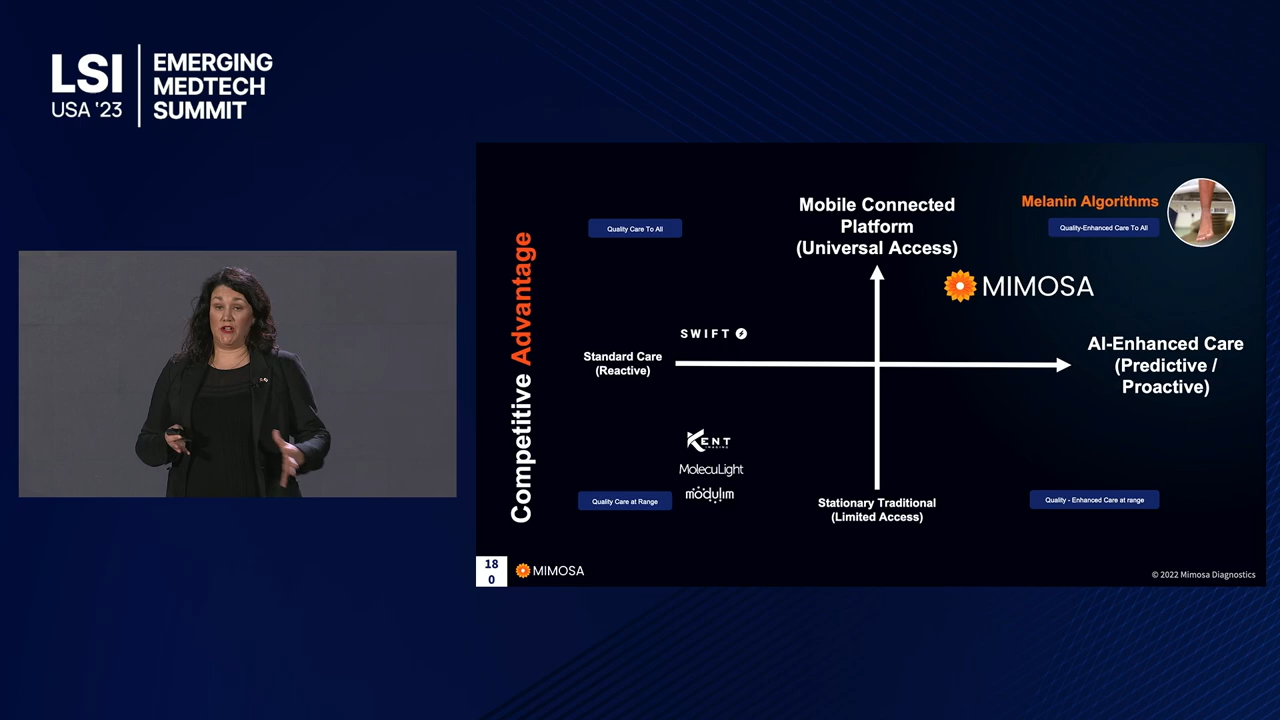 LSI
USA '23
EMERGING
MEDTECH
SUMMIT
Competitive Advantage
Quality Care To All
Mobile Connected
Platform
(Universal Access)
Melanin Algorithms
Quality-Enhanced Care To All
MIMOSA
SWIFT
Standard Care
(Reactive)
AI-Enhanced Care
(Predictive /
Proactive)
KENT
IMAGING
MolecuLight
modulim
Quality Care at Range
Stationary Traditional
(Limited Access)
Quality - Enhanced Care at range
18
0
MIMOSA
© 2022 Mimosa Diagnostics